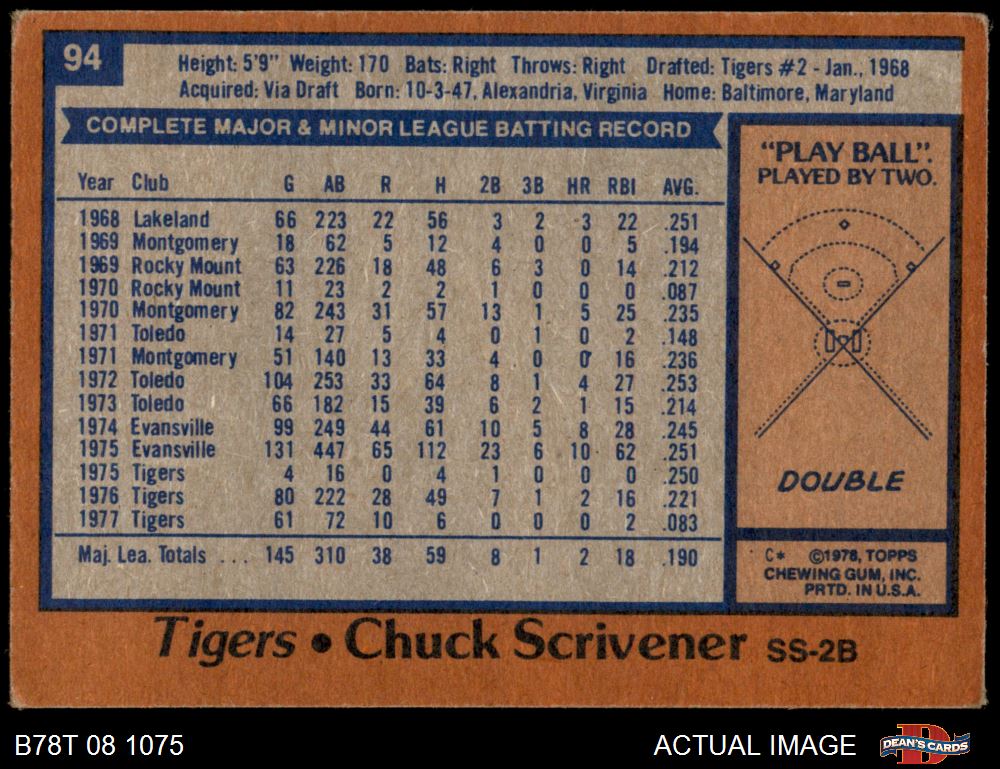 94
Height: 5'9" Weight: 170 Bats: Right Throws: Right Drafted: Tigers #2 - Jan., 1968
Acquired: Via Draft Born: 10-3-47, Alexandria, Virginia Home: Baltimore, Maryland
COMPLETE MAJOR & MINOR LEAGUE BATTING RECORD
Year Club G AB R H 2B 3B HR RBI AVG.
1968 Lakeland 66 223 22 56 3 2 3 22 .251
1969 Montgomery 18 62 5 12 4 0 0 5 .194
1969 Rocky Mount 63 226 18 48 6 3 0 14 .212
1970 Rocky Mount 11 23 2 2 1 0 0 0 .087
1970 Montgomery 82 243 31 57 13 1 5 25 .235
1971 Toledo 14 27 5 4 0 1 0 2 .148
1971 Montgomery 51 140 13 33 4 0 0 16 .236
1972 Toledo 104 253 33 64 8 1 4 27 .253
1973 Toledo 66 182 15 39 6 2 1 15 .214
1974 Evansville 99 249 44 61 10 5 8 28 .245
1975 Evansville 131 447 65 112 23 6 10 62 .251
1975 Tigers 4 16 0 4 1 0 0 0 .250
1976 Tigers 80 222 28 49 7 1 2 16 .221
1977 Tigers 61 72 10 6 0 0 0 2 .083
Maj. Lea. Totals ... 145 310 38 59 8 1 2 18 .190
"PLAY BALL".
PLAYED BY TWO.
DOUBLE
C* ©1978, TOPPS
CHEWING GUM, INC.
PRTD. IN U.S.A.
Tigers • Chuck Scrivener SS-2B
B78T 08 1075
ACTUAL IMAGE
DEAN'S CARDS